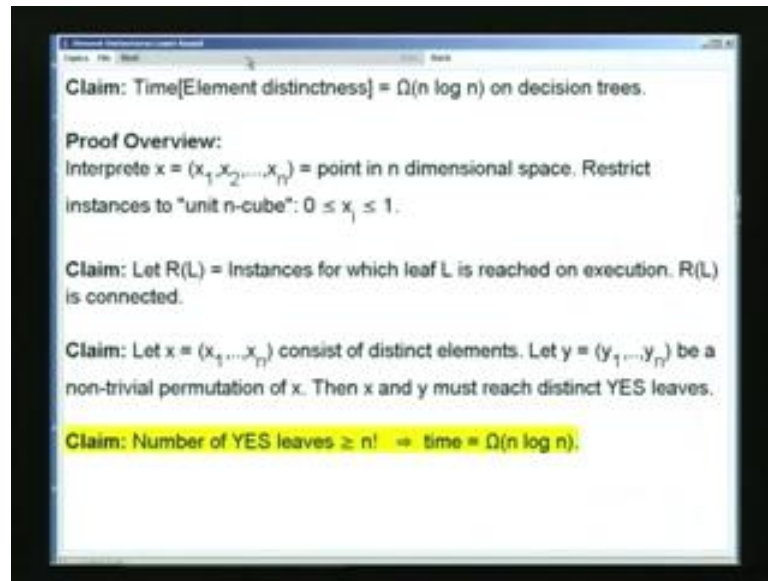 Claim: Time[Element distinctness] = Ω(n log n) on decision trees.
Proof Overview:
Interprete x = (x₁,x₂,...,xₙ) = point in n dimensional space. Restrict
instances to "unit n-cube": 0 ≤ xᵢ ≤ 1.
Claim: Let R(L) = Instances for which leaf L is reached on execution. R(L)
is connected.
Claim: Let x = (x₁,...,xₙ) consist of distinct elements. Let y = (y₁,...,yₙ) be a
non-trivial permutation of x. Then x and y must reach distinct YES leaves.
Claim: Number of YES leaves ≥ n! ⇒ time = Ω(n log n).